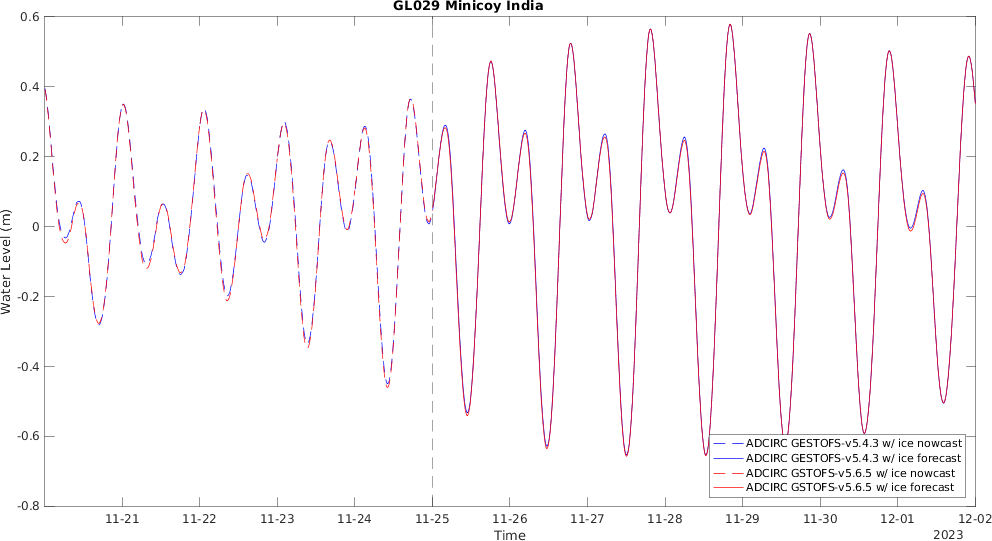 GL029 Minicoy India
0.6
0.4
0.2
0
-0.2
-0.4
-0.6
-0.8
Water Level (m)
ADCIRC GESTOFS-v5.4.3 w/ ice nowcast
ADCIRC GESTOFS-v5.4.3 w/ ice forecast
ADCIRC GSTOFS-v5.6.5 w/ ice nowcast
ADCIRC GSTOFS-v5.6.5 w/ ice forecast
11-21 11-22 11-23 11-24 11-25 11-26 11-27 11-28 11-29 11-30 12-01 12-02
Time
2023